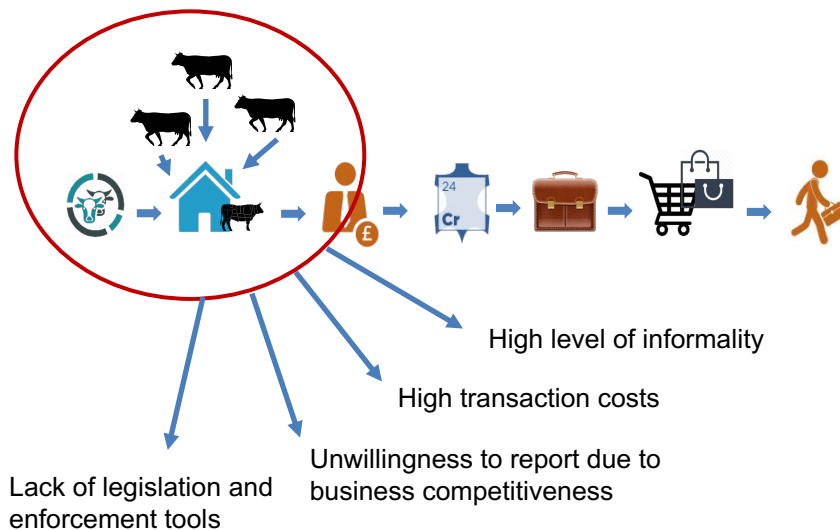 24
Cr
£
High level of informality
High transaction costs
Unwillingness to report due to
business competitiveness
Lack of legislation and
enforcement tools